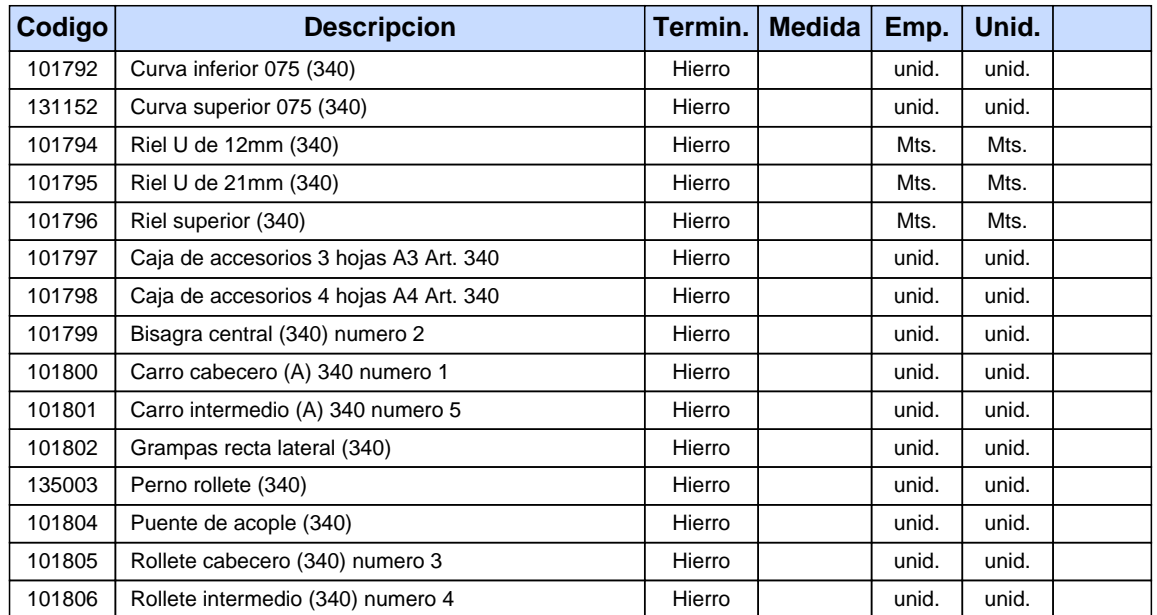 Codigo Descripcion Termin. Medida Emp. Unid.
101792 Curva inferior 075 (340) Hierro unid. unid.
131152 Curva superior 075 (340) Hierro unid. unid.
101794 Riel U de 12mm (340) Hierro Mts. Mts.
101795 Riel U de 21mm (340) Hierro Mts. Mts.
101796 Riel superior (340) Hierro Mts. Mts.
101797 Caja de accesorios 3 hojas A3 Art. 340 Hierro unid. unid.
101798 Caja de accesorios 4 hojas A4 Art. 340 Hierro unid. unid.
101799 Bisagra central (340) numero 2 Hierro unid. unid.
101800 Carro cabecero (A) 340 numero 1 Hierro unid. unid.
101801 Carro intermedio (A) 340 numero 5 Hierro unid. unid.
101802 Grampas recta lateral (340) Hierro unid. unid.
135003 Perno rollete (340) Hierro unid. unid.
101804 Puente de acople (340) Hierro unid. unid.
101805 Rollete cabecero (340) numero 3 Hierro unid. unid.
101806 Rollete intermedio (340) numero 4 Hierro unid. unid.